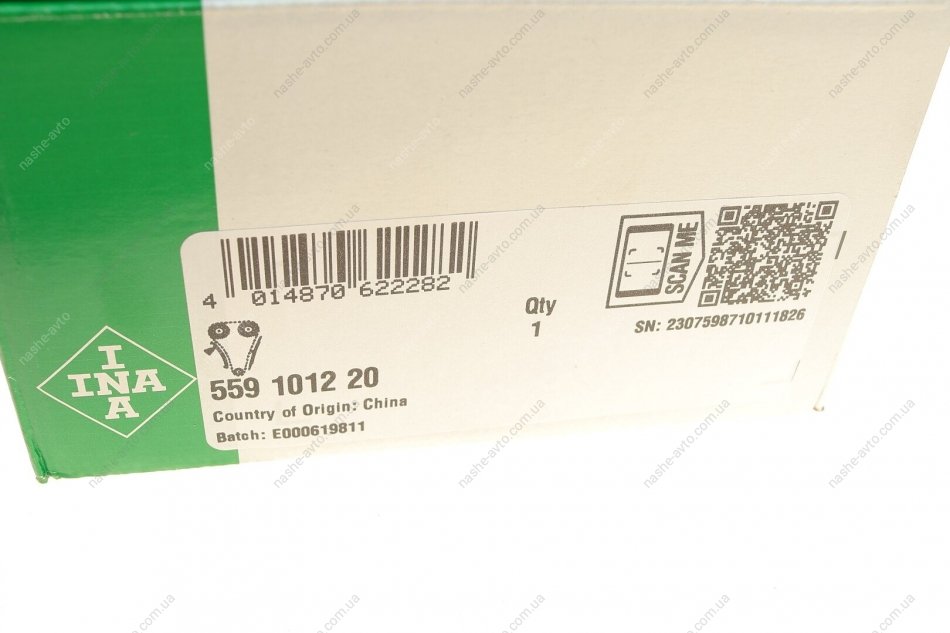 4 014870 622282
Qty
1
SCAN ME
SN: 2307598710111826
559 1012 20
Country of Origin: China
Batch: E000619811
INA
INA
nashe-avto.com.ua